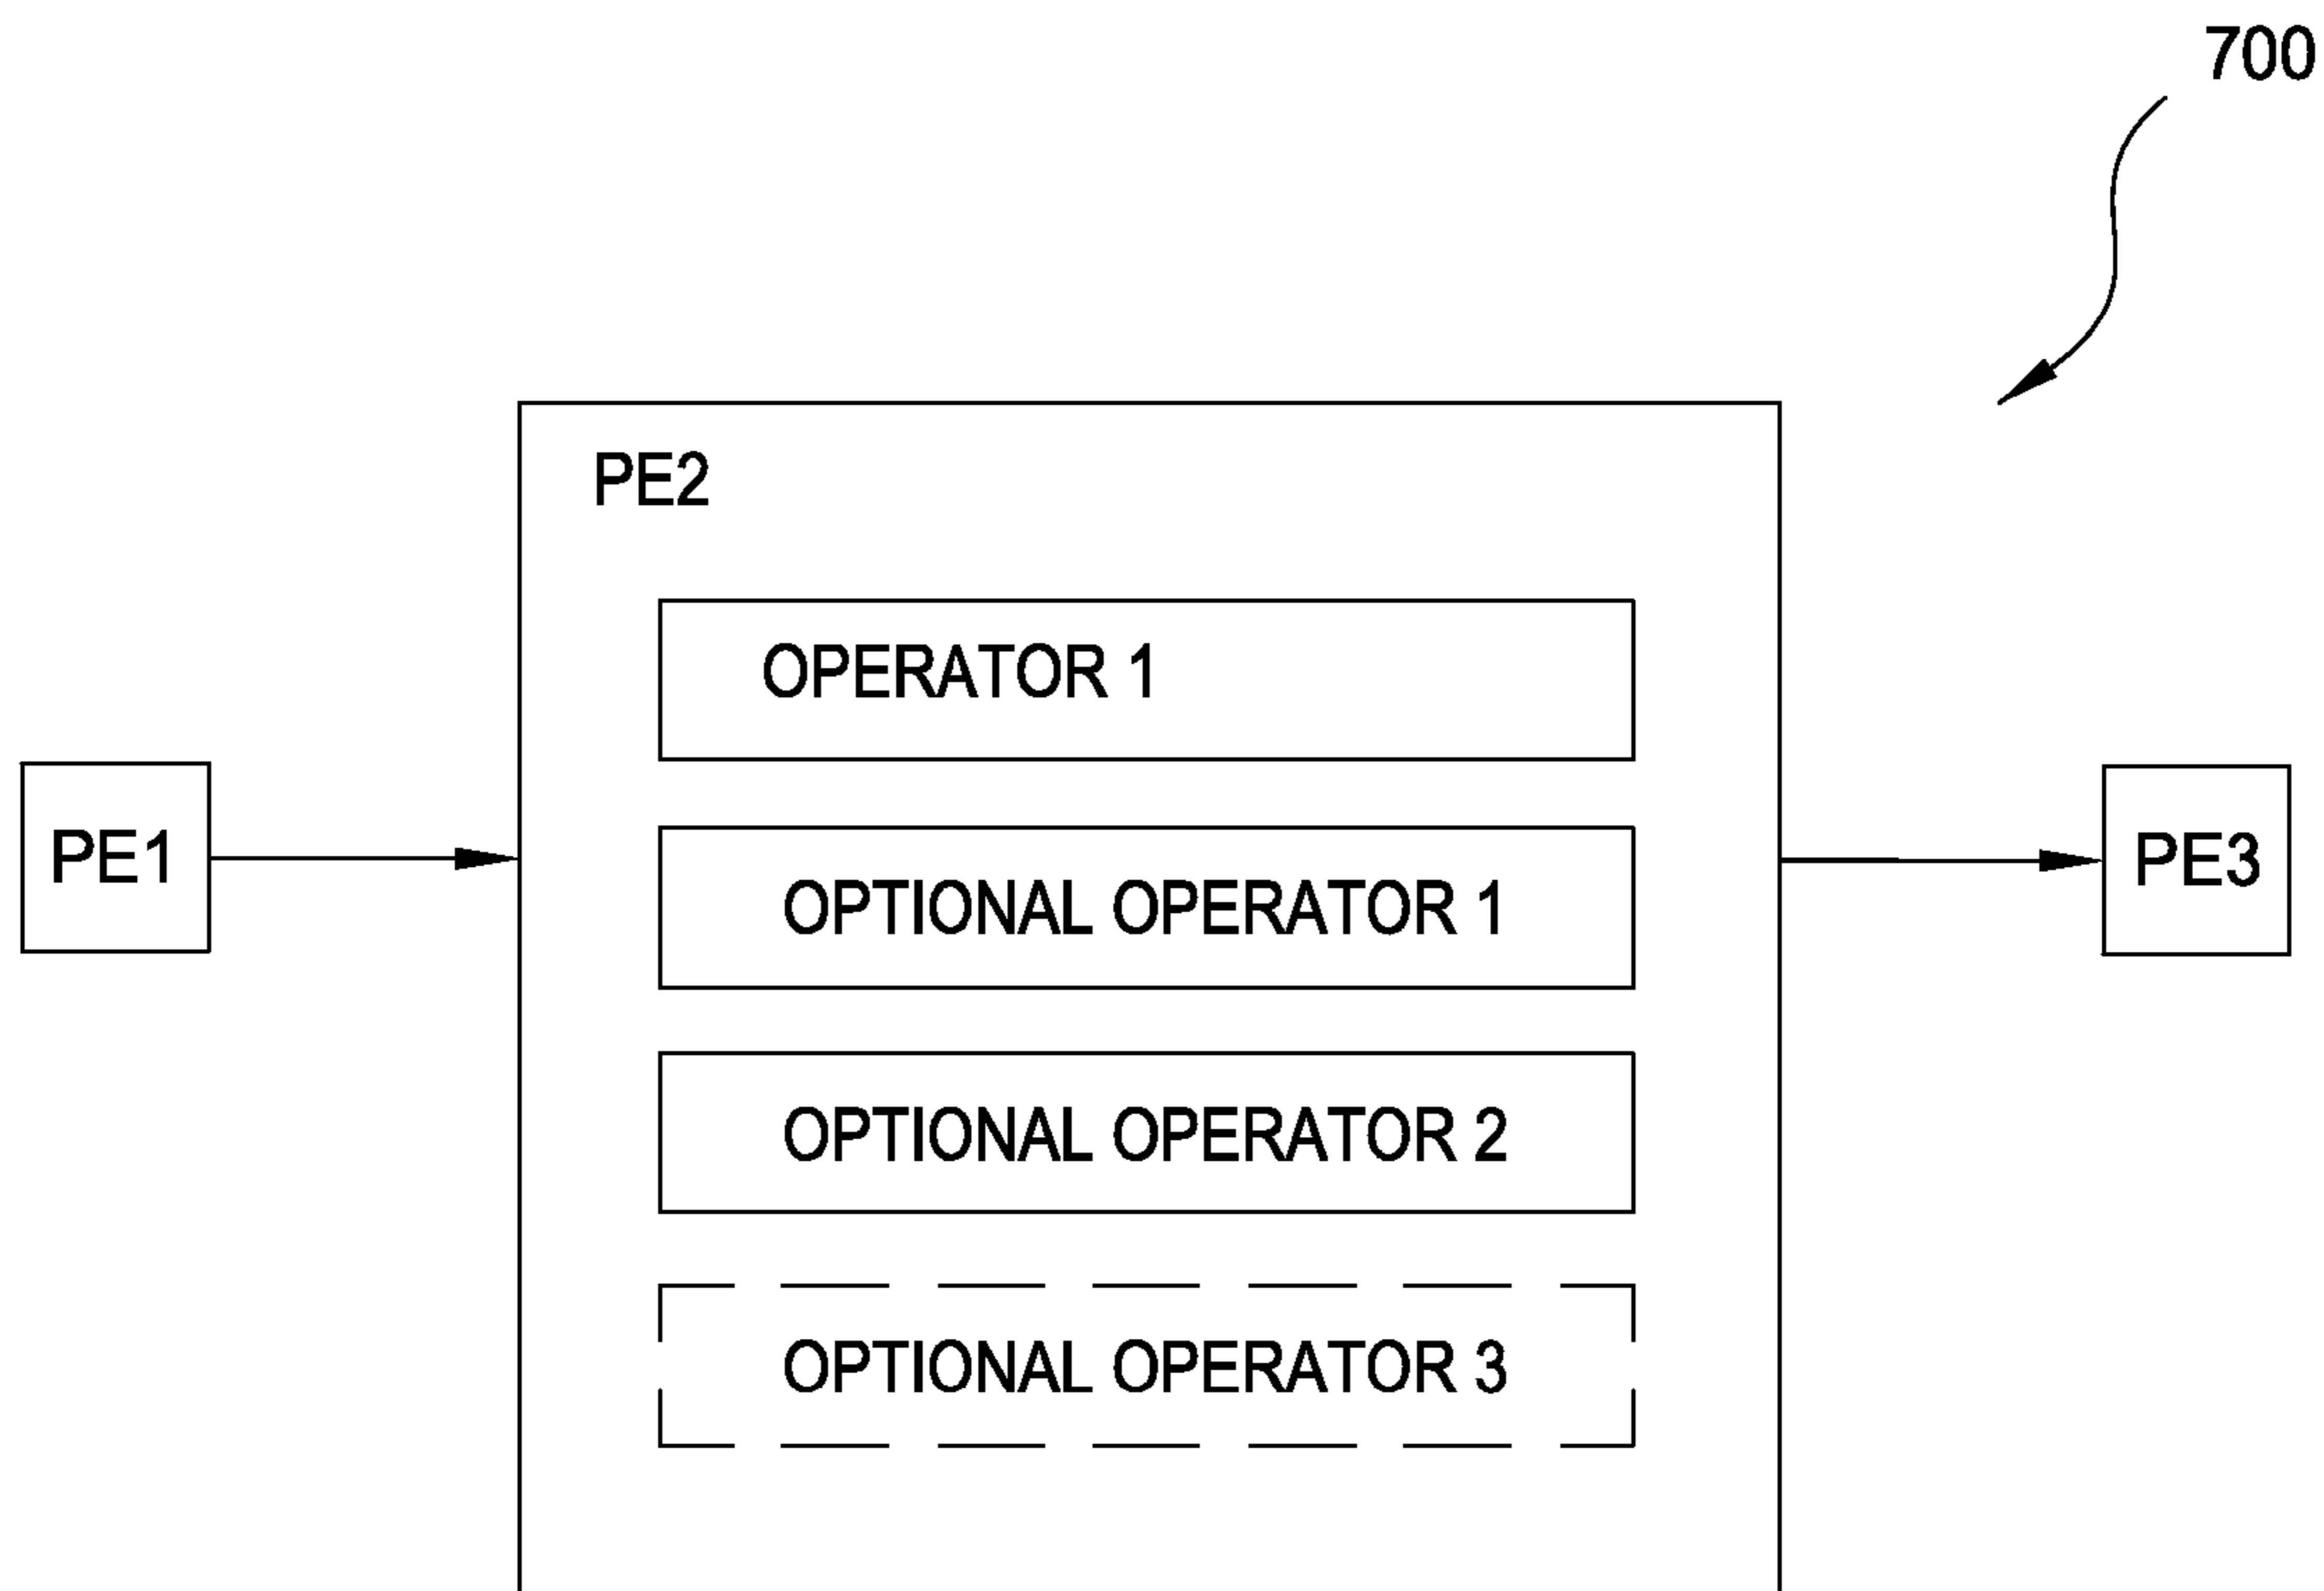 700
PE2
OPERATOR 1
PE1
OPTIONAL OPERATOR 1
PE3
OPTIONAL OPERATOR 2
OPTIONAL OPERATOR 3